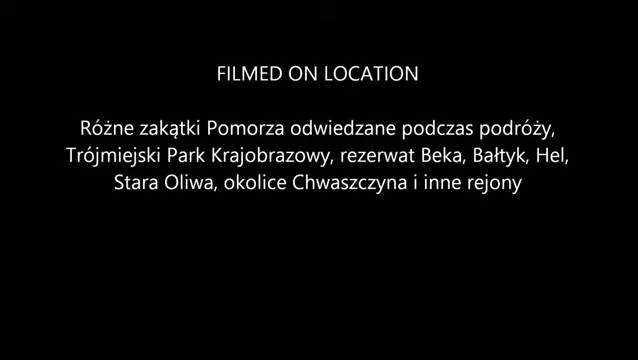 FILMED ON LOCATION
Różne zakątki Pomorza odwiedzane podczas podróży,
Trójmiejski Park Krajobrazowy, rezerwat Beka, Bałtyk, Hel,
Stara Oliwa, okolice Chwaszczyna i inne rejony